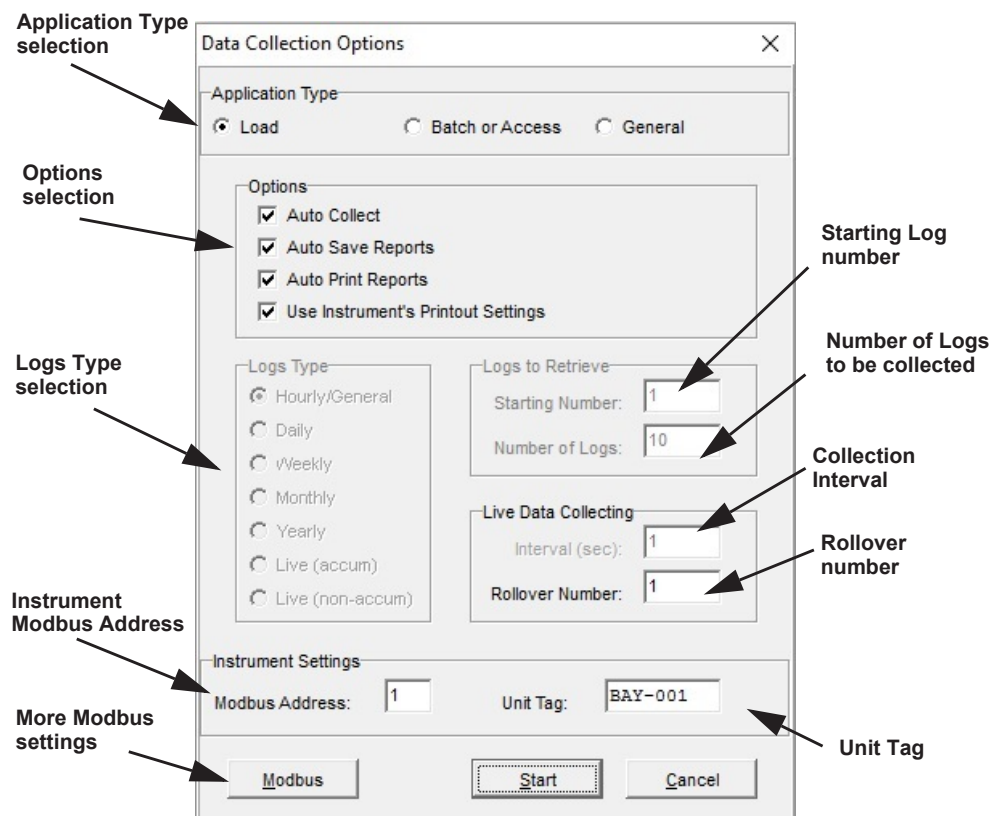 Application Type
selection
Data Collection Options
Application Type
Load
Batch or Access
General
Options
selection
Options
Auto Collect
Auto Save Reports
Auto Print Reports
Use Instrument's Printout Settings
Starting Log
number
Number of Logs
to be collected
Logs Type
selection
Logs Type
Hourly/General
Daily
Weekly
Monthly
Yearly
Live (accum)
Live (non-accum)
Logs to Retrieve
Starting Number: 1
Number of Logs: 10
Collection
Interval
Live Data Collecting
Interval (sec): 1
Rollover Number: 1
Rollover
number
Instrument
Modbus Address
Instrument Settings
Modbus Address: 1
Unit Tag: BAY-001
More Modbus
settings
Unit Tag
Modbus
Start
Cancel